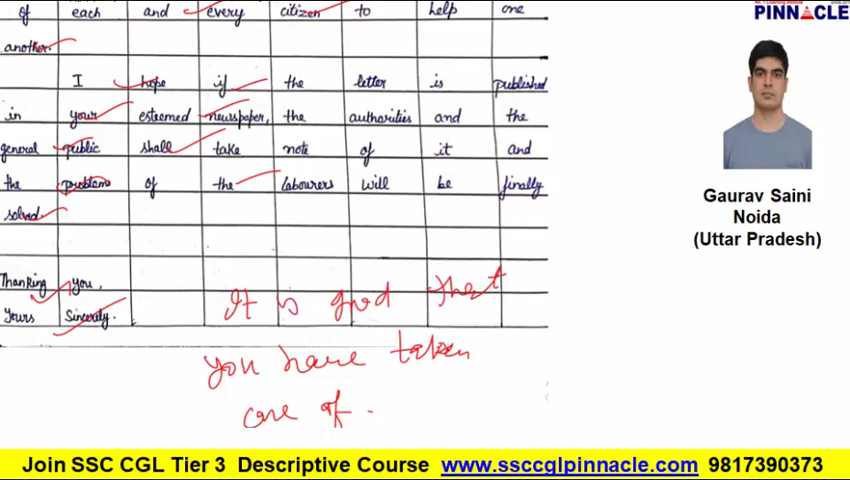 of each and every citizen to help one
another.
I hope if the letter is published
in your esteemed newspaper, the authorities and the
general public shall take note of it and
the problems of the labourers will be finally
solved.
Thanking you,
Yours Sincerely.
It is good that
you have taken
care of.
PINNACLE
Gaurav Saini
Noida
(Uttar Pradesh)
Join SSC CGL Tier 3 Descriptive Course www.ssccglpinnacle.com 9817390373